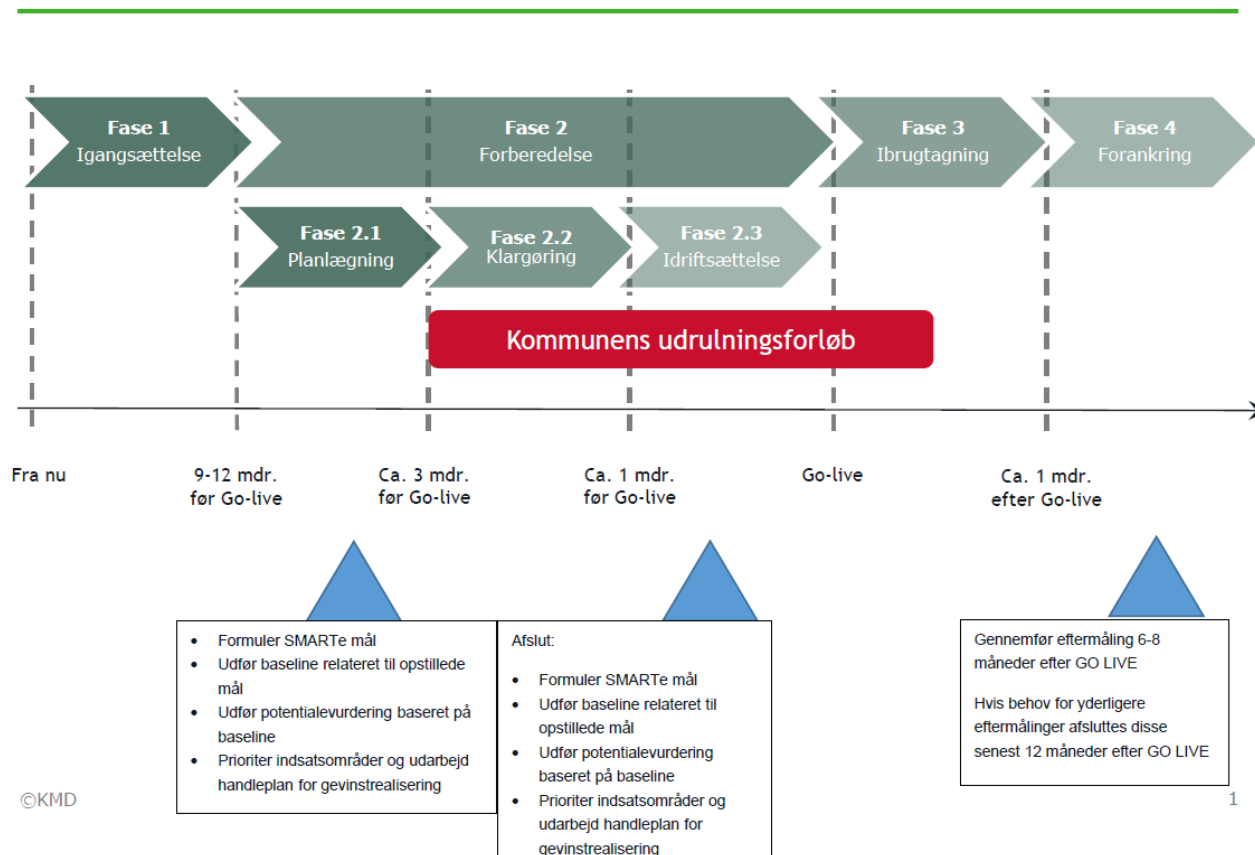 Fase 1
Igangsættelse
Fase 2
Forberedelse
Fase 3
Ibrugtagning
Fase 4
Forankring
Fase 2.1
Planlægning
Fase 2.2
Klargøring
Fase 2.3
Idriftsættelse
Kommunens udrulningsforløb
Fra nu
9-12 mdr.
før Go-live
Ca. 3 mdr.
før Go-live
Ca. 1 mdr.
før Go-live
Go-live
Ca. 1 mdr.
efter Go-live
• Formuler SMARTe mål
• Udfør baseline relateret til opstillede
mål
• Udfør potentialevurdering baseret på
baseline
• Prioriter indsatsområder og udarbejd
handleplan for gevinstrealisering
Afslut:
• Formuler SMARTe mål
• Udfør baseline relateret til
opstillede mål
• Udfør potentialevurdering
baseret på baseline
• Prioriter indsatsområder og
udarbejd handleplan for
gevinstrealisering
Gennemfør eftermåling 6-8
måneder efter GO LIVE
Hvis behov for yderligere
eftermålinger afsluttes disse
senest 12 måneder efter GO LIVE
©KMD
1